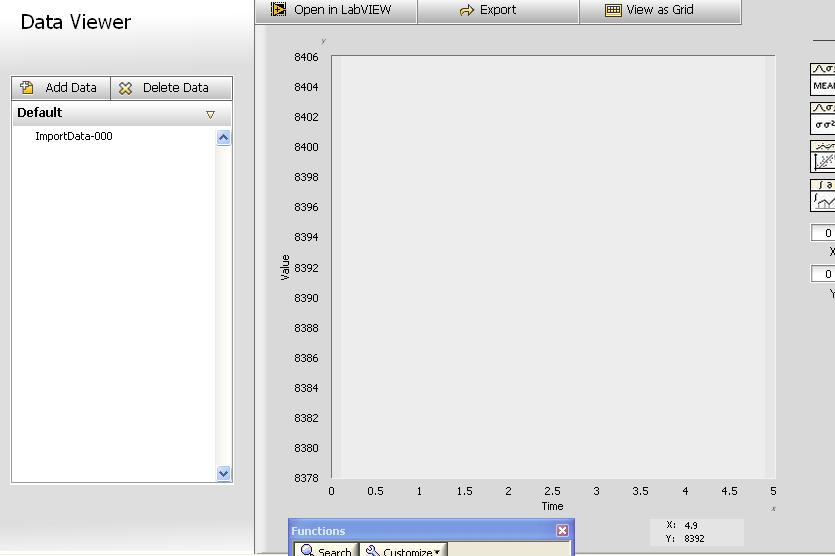 Data Viewer
Open in LabVIEW
Export
View as Grid
Add Data
Delete Data
Default
ImportData-000
y
8406
8404
8402
8400
8398
8396
8394
8392
8390
8388
8386
8384
8382
8380
8378
Value
0 0.5 1 1.5 2 2.5 3 3.5 4 4.5 5
Time
x
MEA
σσ²
∫ ∂
0
X
0
Y
X: 4.9
Y: 8392
Functions
Search
Customize